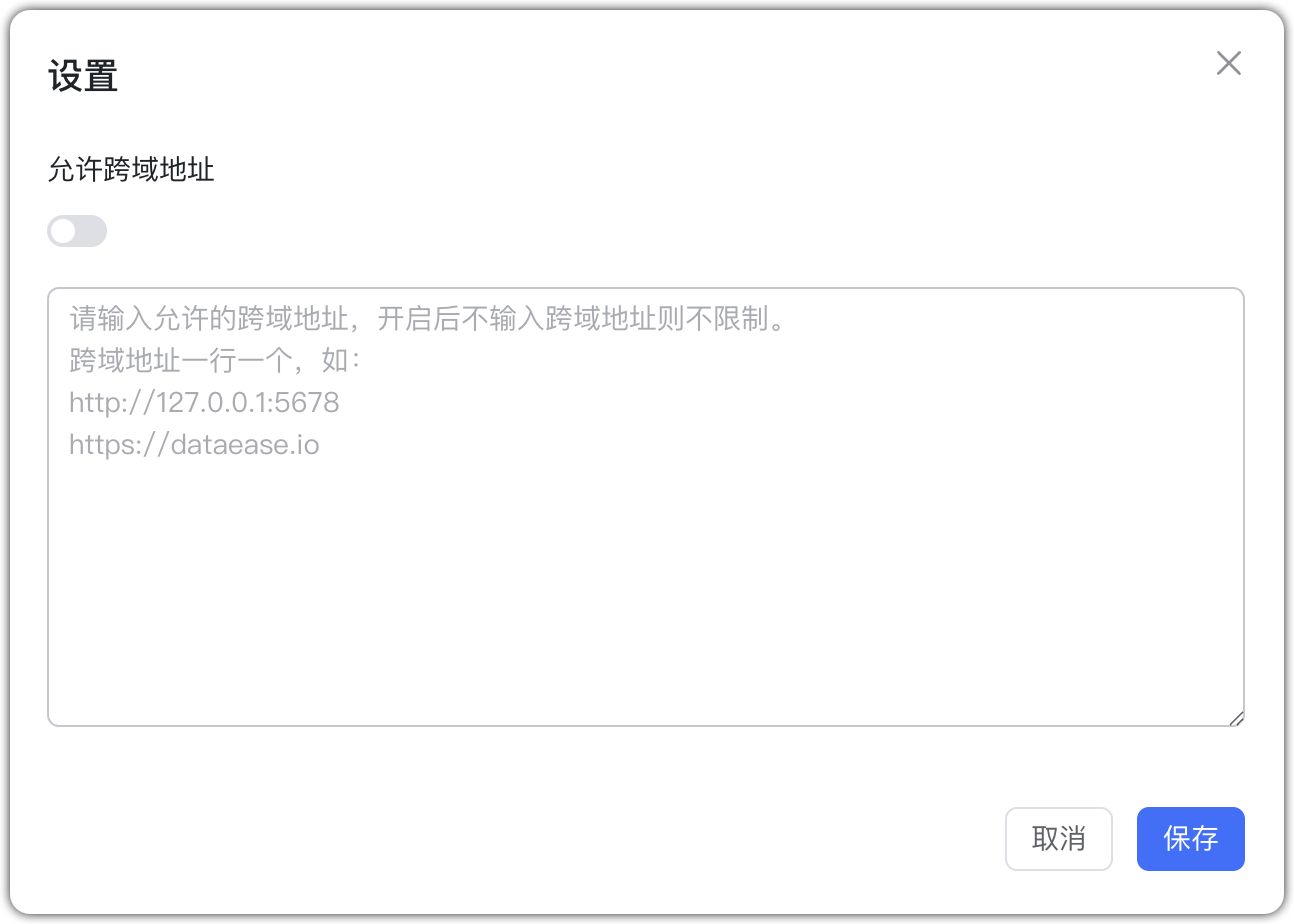 设置
允许跨域地址
请输入允许的跨域地址，开启后不输入跨域地址则不限制。
跨域地址一行一个，如：
http://127.0.0.1:5678
https://dataease.io
取消
保存